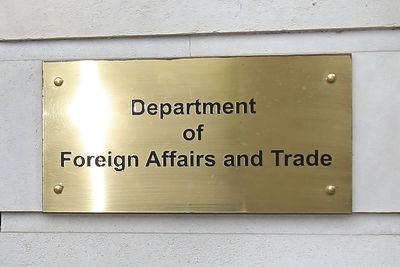 Department
of
Foreign Affairs and Trade